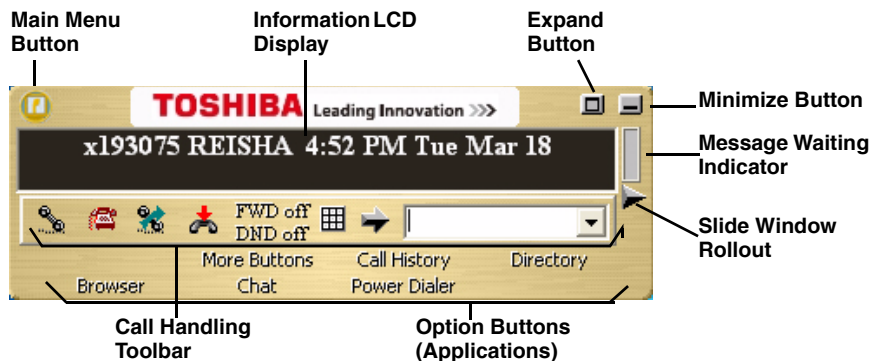 Main Menu
Button
Information LCD
Display
Expand
Button
TOSHIBA Leading Innovation >>>
Minimize Button
x193075 REISHA 4:52 PM Tue Mar 18
Message Waiting
Indicator
FWD off
DND off
Slide Window
Rollout
More Buttons Call History Directory
Browser Chat Power Dialer
Call Handling
Toolbar
Option Buttons
(Applications)